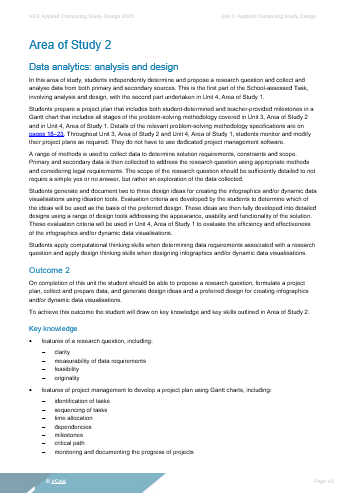 VCE Applied Computing Study Design 2025
Unit 3: Applied Computing Study Design
Area of Study 2
Data analytics: analysis and design
In this area of study, students independently determine and propose a research question and collect and
analyse data from both primary and secondary sources. This is the first part of the School-assessed Task,
involving analysis and design, with the second part undertaken in Unit 4, Area of Study 1.
Students prepare a project plan that includes both student-determined and teacher-provided milestones in a
Gantt chart that includes all stages of the problem-solving methodology covered in Unit 3, Area of Study 2
and in Unit 4, Area of Study 1. Details of the relevant problem-solving methodology specifications are on
pages 18–23. Throughout Unit 3, Area of Study 2 and Unit 4, Area of Study 1, students monitor and modify
their project plans as required. They do not have to use dedicated project management software.
A range of methods is used to collect data to determine solution requirements, constraints and scope.
Primary and secondary data is then collected to address the research question using appropriate methods
and considering legal requirements. The scope of the research question should be sufficiently detailed to not
require a simple yes or no answer, but rather an exploration of the data collected.
Students generate and document two to three design ideas for creating the infographics and/or dynamic data
visualisations using ideation tools. Evaluation criteria are developed by the students to determine which of
the ideas will be used as the basis of the preferred design. These ideas are then fully developed into detailed
designs using a range of design tools addressing the appearance, usability and functionality of the solution.
These evaluation criteria will be used in Unit 4, Area of Study 1 to evaluate the efficiency and effectiveness
of the infographics and/or dynamic data visualisations.
Students apply computational thinking skills when determining data requirements associated with a research
question and apply design thinking skills when designing infographics and/or dynamic data visualisations.
Outcome 2
On completion of this unit the student should be able to propose a research question, formulate a project
plan, collect and prepare data, and generate design ideas and a preferred design for creating infographics
and/or dynamic data visualisations.
To achieve this outcome the student will draw on key knowledge and key skills outlined in Area of Study 2.
Key knowledge
• features of a research question, including:
– clarity
– measurability of data requirements
– feasibility
– originality
• features of project management to develop a project plan using Gantt charts, including:
– identification of tasks
– sequencing of tasks
– time allocation
– dependencies
– milestones
– critical path
– monitoring and documenting the progress of projects
© VCAA
Page 48